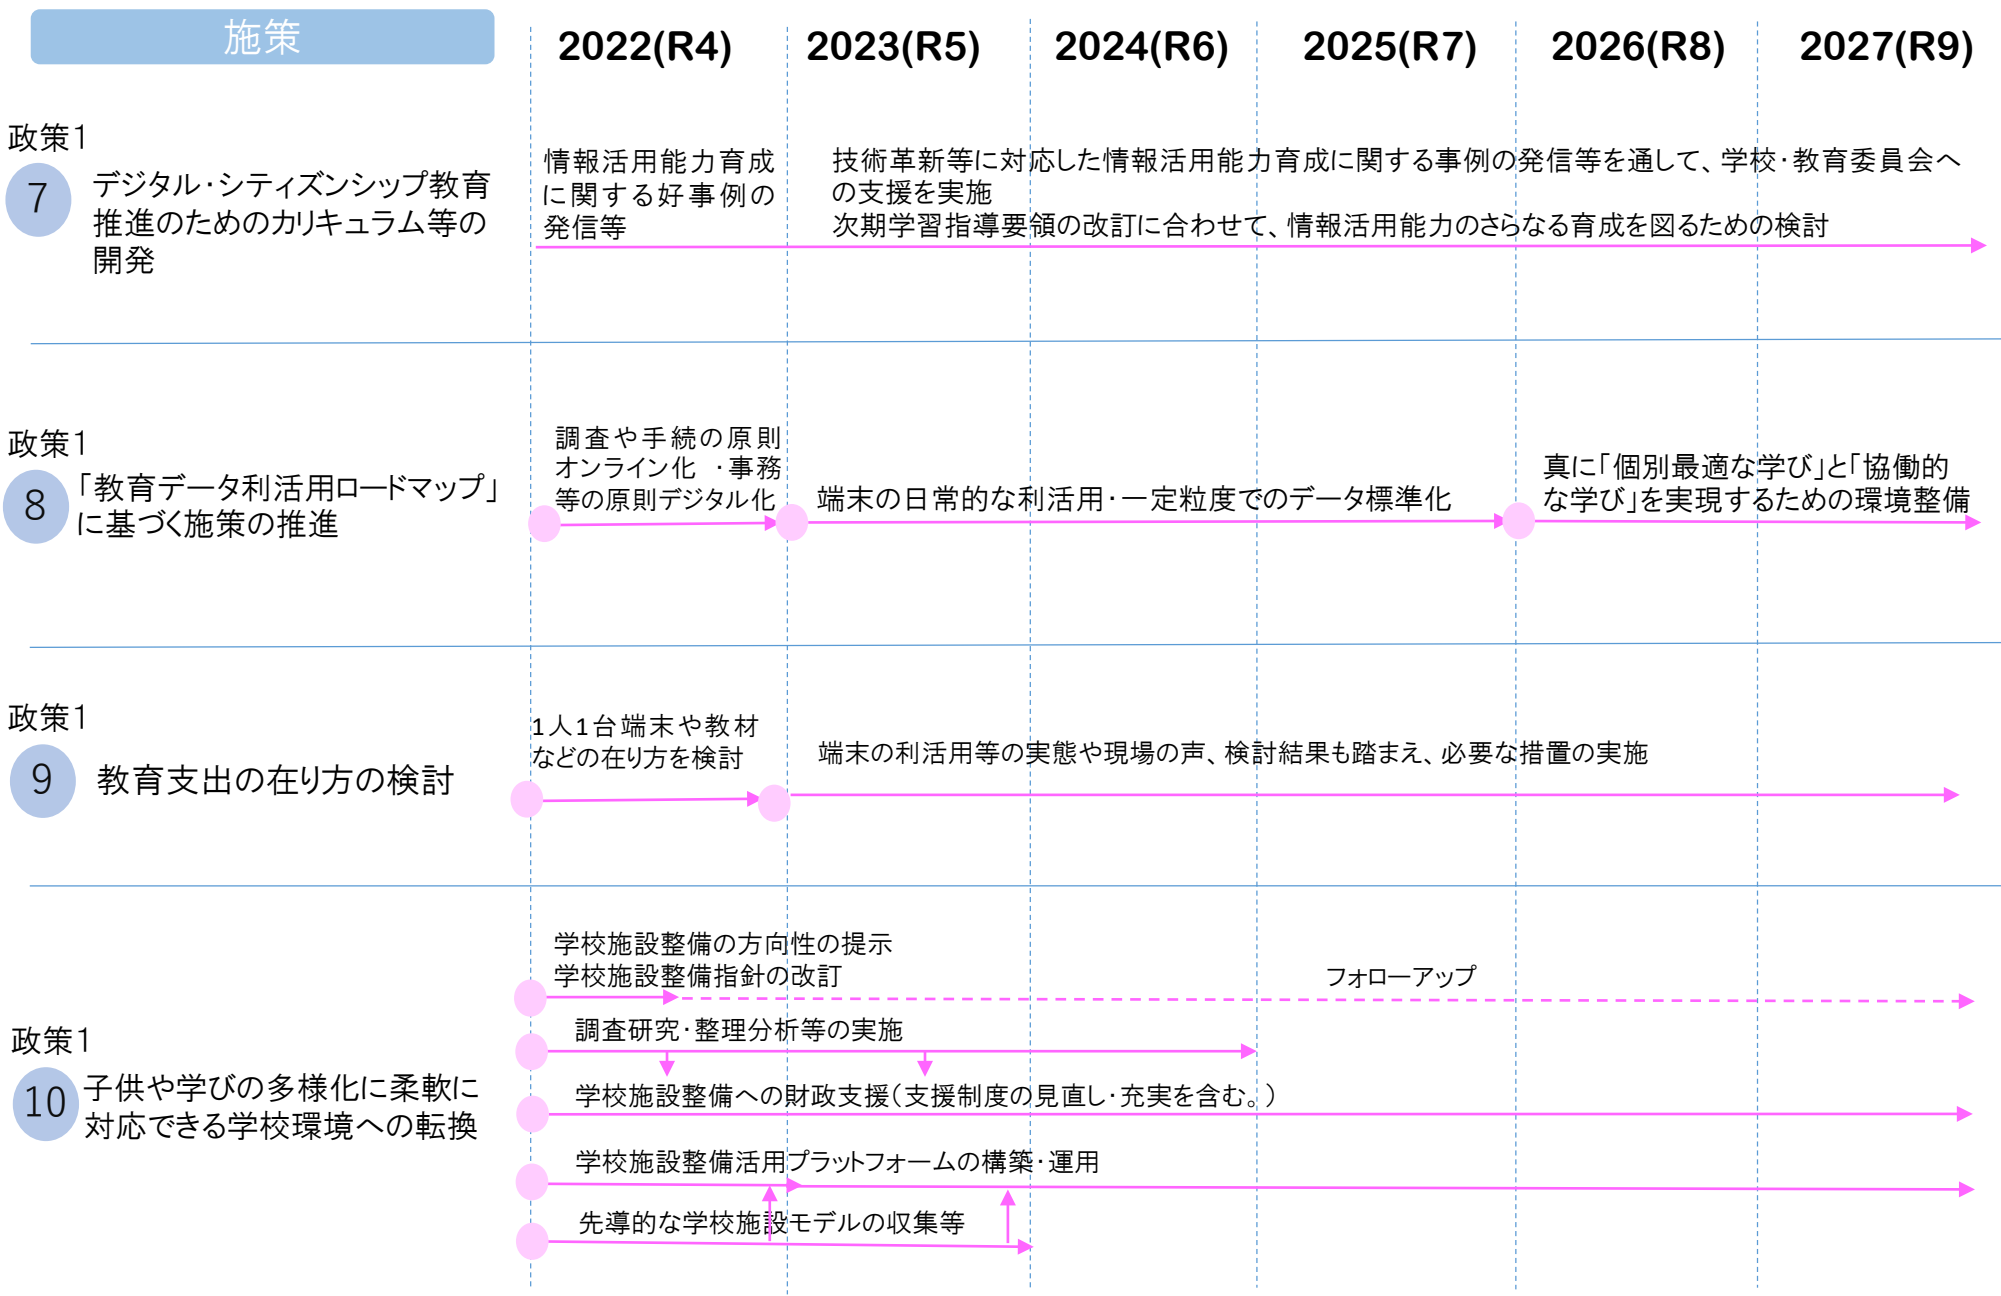 施策
2022(R4)
2023(R5)
2024(R6)
2025(R7)
2026(R8)
2027(R9)
政策1
7
デジタル・シティズンシップ教育
推進のためのカリキュラム等の
開発
情報活用能力育成
に関する好事例の
発信等
技術革新等に対応した情報活用能力育成に関する事例の発信等を通して、学校・教育委員会へ
の支援を実施
次期学習指導要領の改訂に合わせて、情報活用能力のさらなる育成を図るための検討
政策1
8
「教育データ利活用ロードマップ」
に基づく施策の推進
調査や手続の原則
オンライン化 ・事務
等の原則デジタル化
端末の日常的な利活用・一定粒度でのデータ標準化
真に「個別最適な学び」と「協働的
な学び」を実現するための環境整備
政策1
9
教育支出の在り方の検討
1人1台端末や教材
などの在り方を検討
端末の利活用等の実態や現場の声、検討結果も踏まえ、必要な措置の実施
政策1
10
子供や学びの多様化に柔軟に
対応できる学校環境への転換
学校施設整備の方向性の提示
学校施設整備指針の改訂
フォローアップ
調査研究・整理分析等の実施
学校施設整備への財政支援(支援制度の見直し・充実を含む。)
学校施設整備活用プラットフォームの構築・運用
先導的な学校施設モデルの収集等